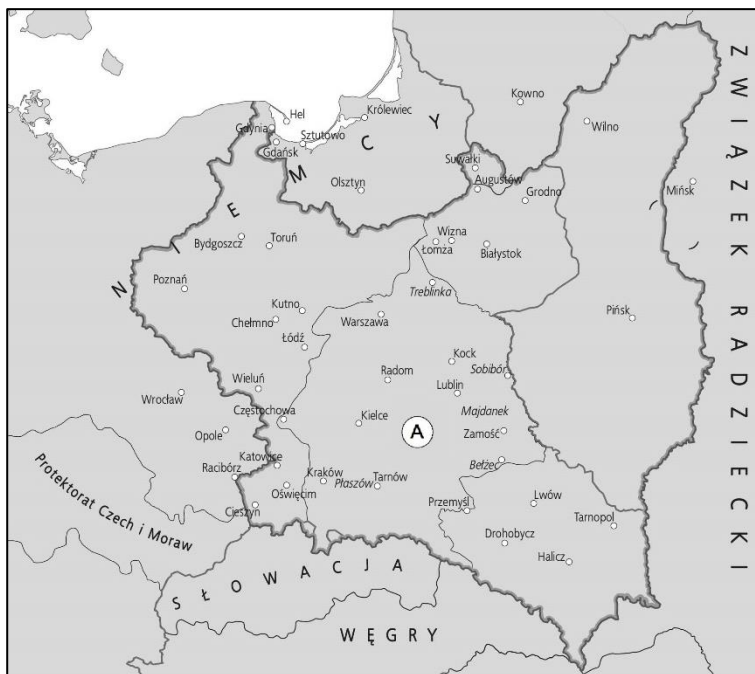 Kowno
Hel
Królewiec
Gdynia
Wilno
Gdańsk
Sztutowo
Suwałki
Mińsk
Augustów
Olsztyn
Grodno
NIEMCY
Wizna
Łomża
Białystok
Bydgoszcz
Toruń
Treblinka
Poznań
Kutno
Warszawa
Pińsk
Chełmno
Łódź
Kock
Sobibór
Radom
Wieluń
Lublin
Wrocław
Częstochowa
Majdanek
Kielce
A
Zamość
Opole
Katowice
Bełżec
Racibórz
Kraków
Płaszów
Tarnów
Oświęcim
Cieszyn
Przemyśl
Lwów
Tarnopol
Drohobycz
Halicz
Protektorat Czech i Moraw
SŁOWACJA
WĘGRY
ZWIĄZEK RADZIECKI